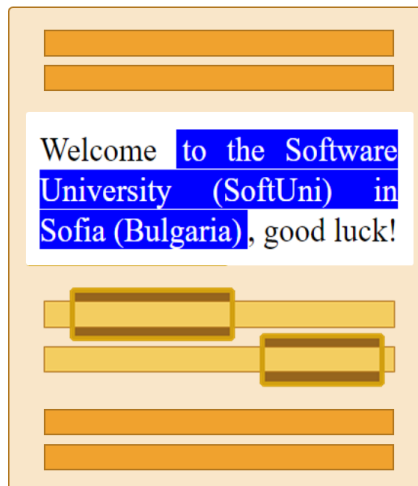 Welcome to the Software
University (SoftUni) in
Sofia (Bulgaria), good luck!